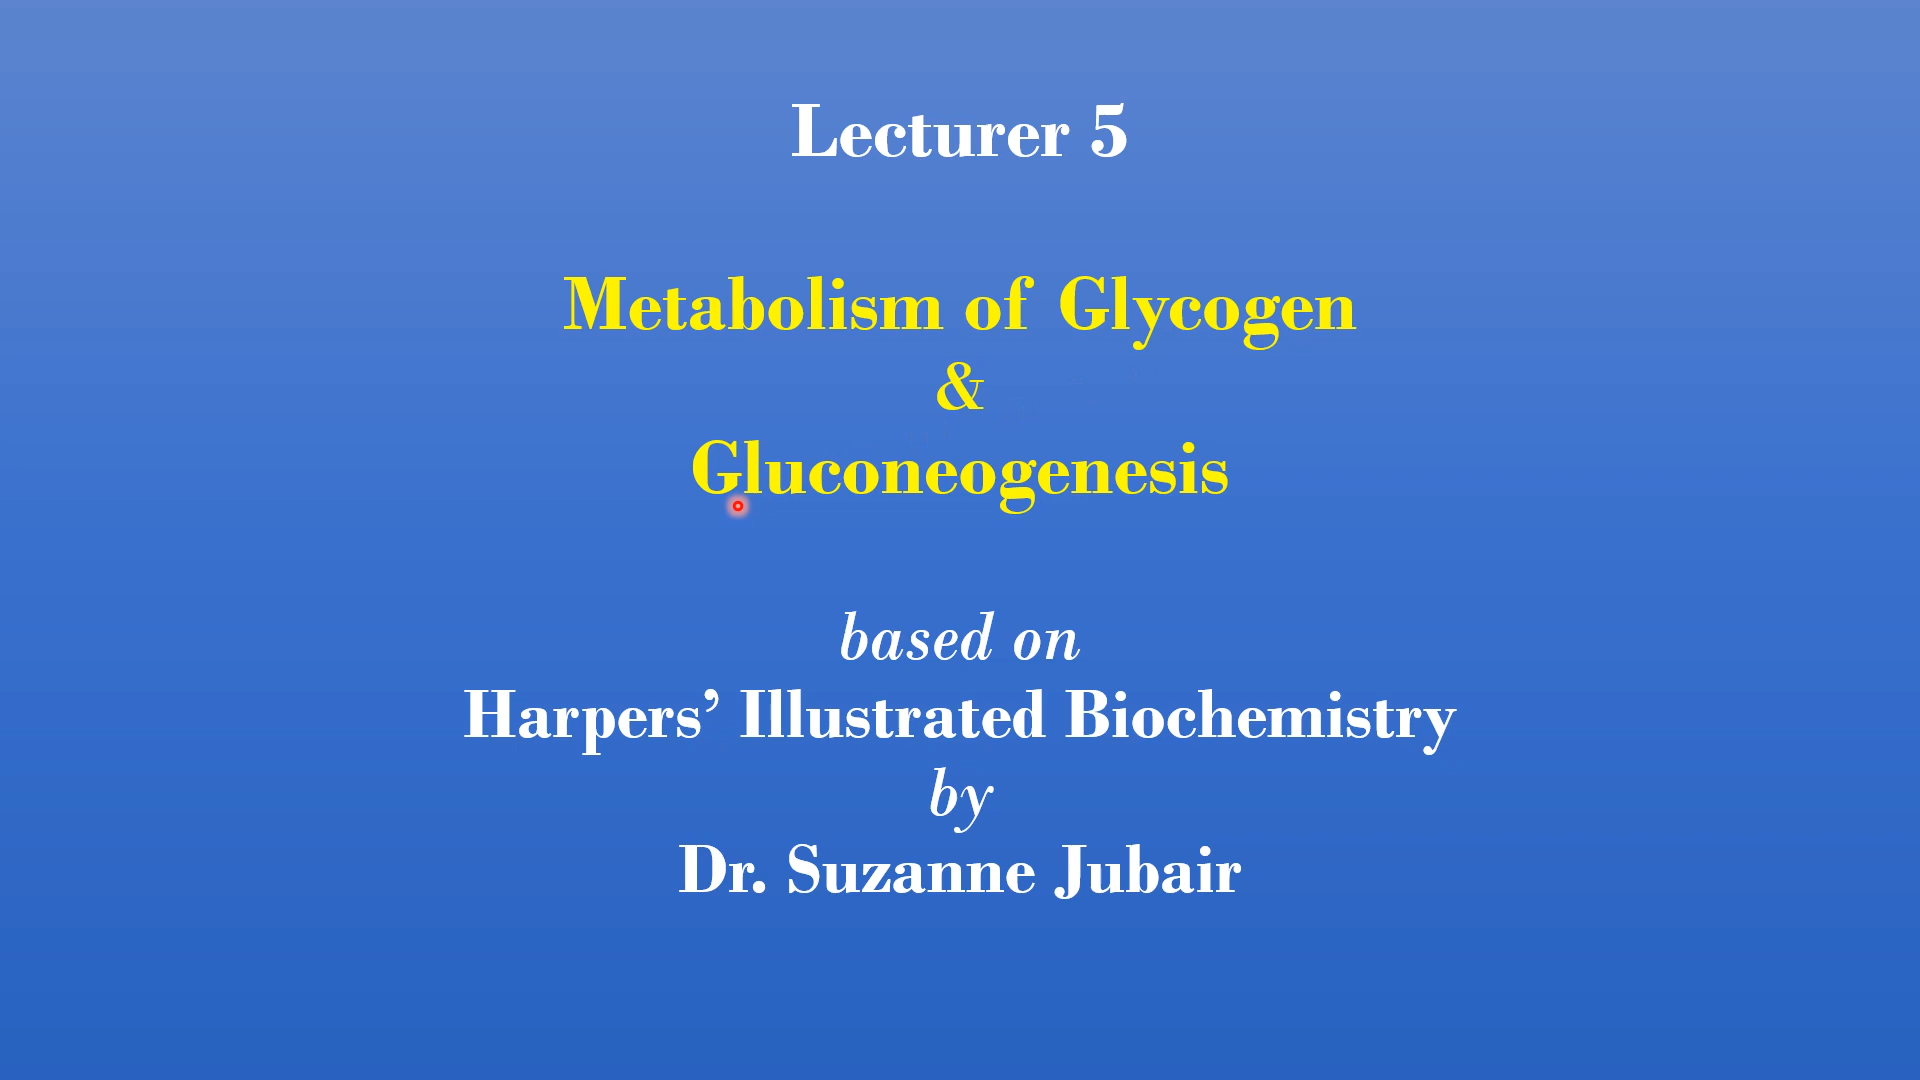 Lecturer 5
Metabolism of Glycogen
&
Gluconeogenesis
based on
Harpers’ Illustrated Biochemistry
by
Dr. Suzanne Jubair